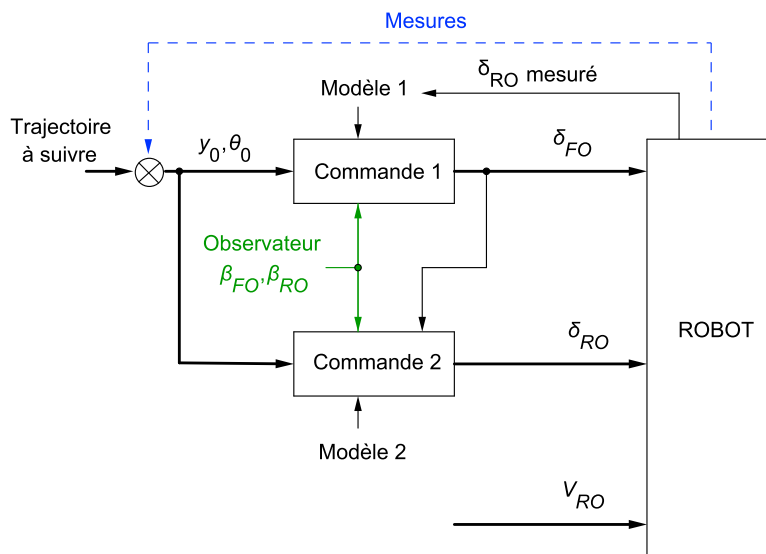 Mesures
Modèle 1
δRO mesuré
Trajectoire
à suivre
y0,θ0
Commande 1
δFO
Observateur
βFO,βRO
Commande 2
δRO
ROBOT
Modèle 2
VRO